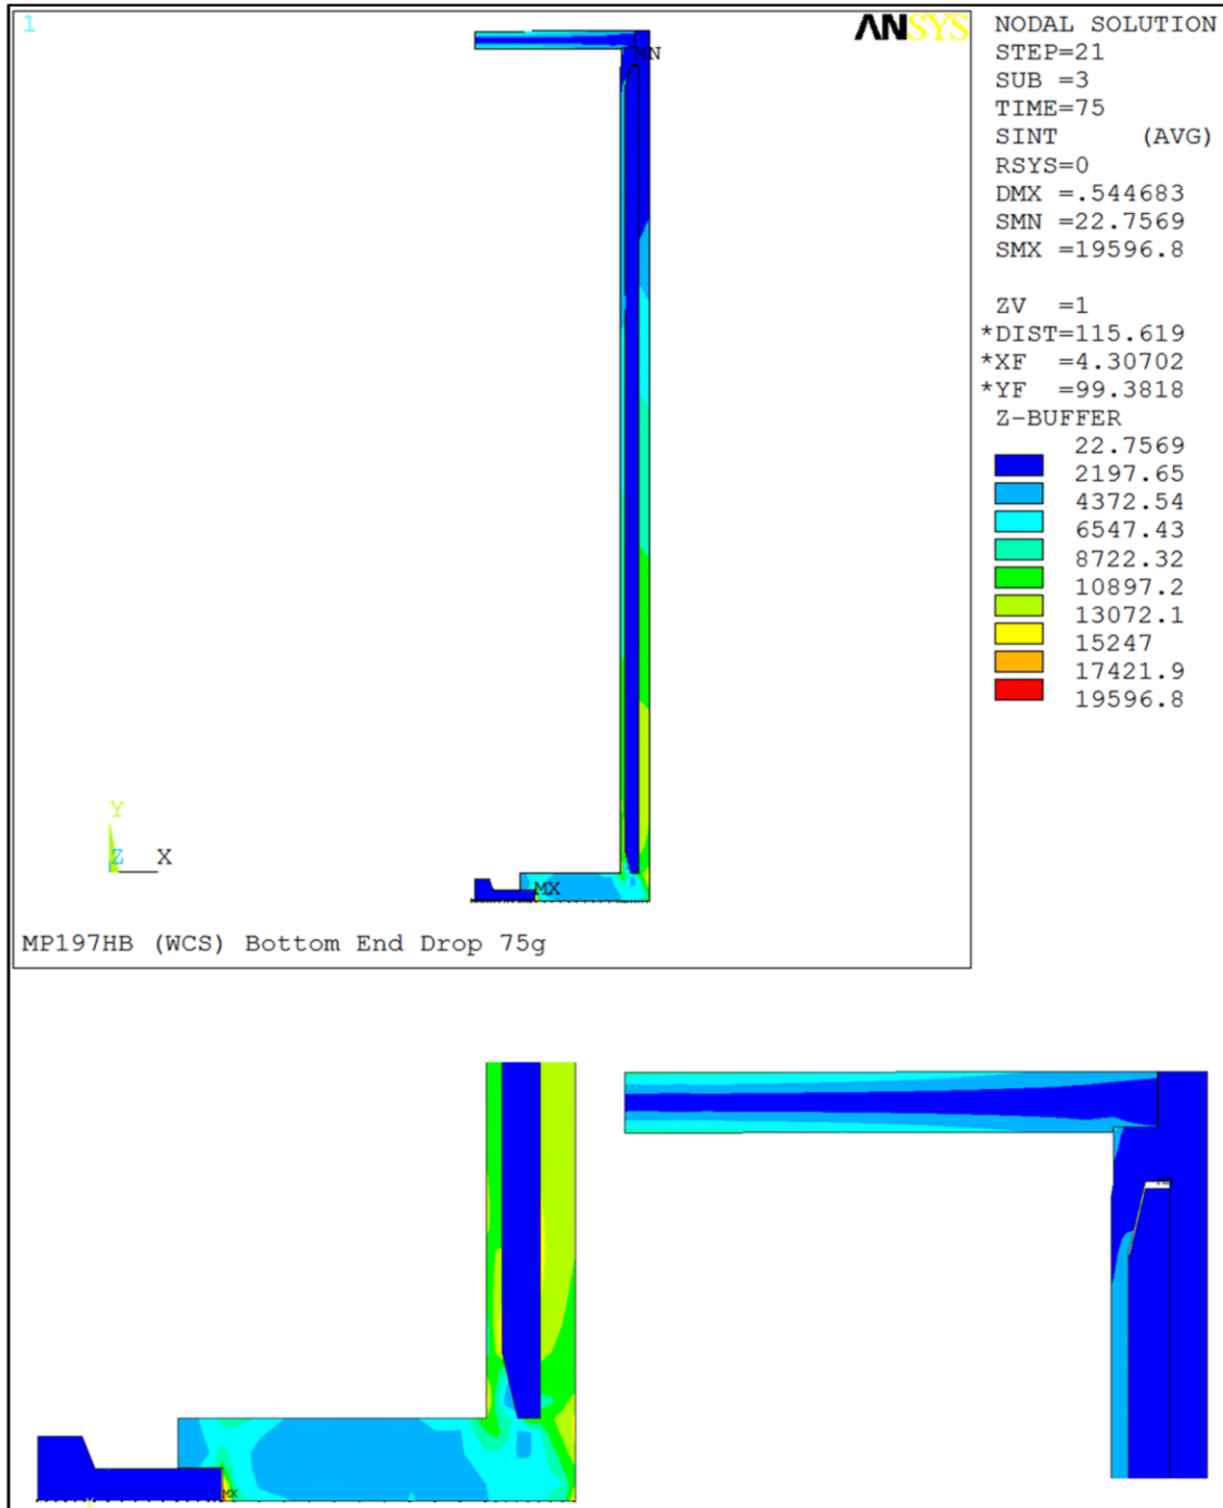 1
ANSYS
MN
MX
Y
Z X
MP197HB (WCS) Bottom End Drop 75g
NODAL SOLUTION
STEP=21
SUB =3
TIME=75
SINT (AVG)
RSYS=0
DMX =.544683
SMN =22.7569
SMX =19596.8
ZV =1
*DIST=115.619
*XF =4.30702
*YF =99.3818
Z-BUFFER
22.7569
2197.65
4372.54
6547.43
8722.32
10897.2
13072.1
15247
17421.9
19596.8
MX